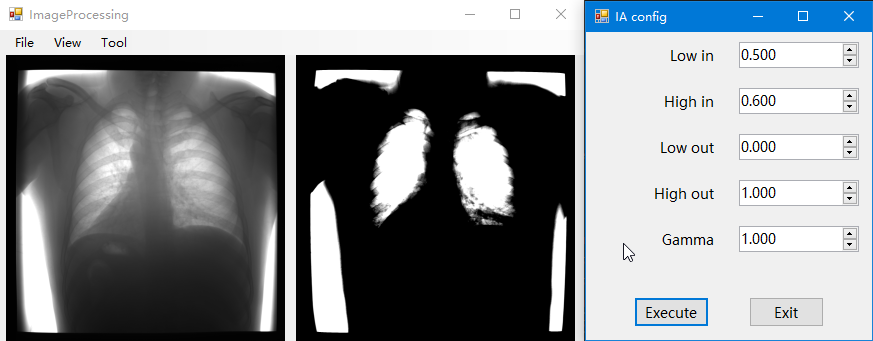 ImageProcessing
File View Tool
IA config
Low in 0.500
High in 0.600
Low out 0.000
High out 1.000
Gamma 1.000
Execute Exit